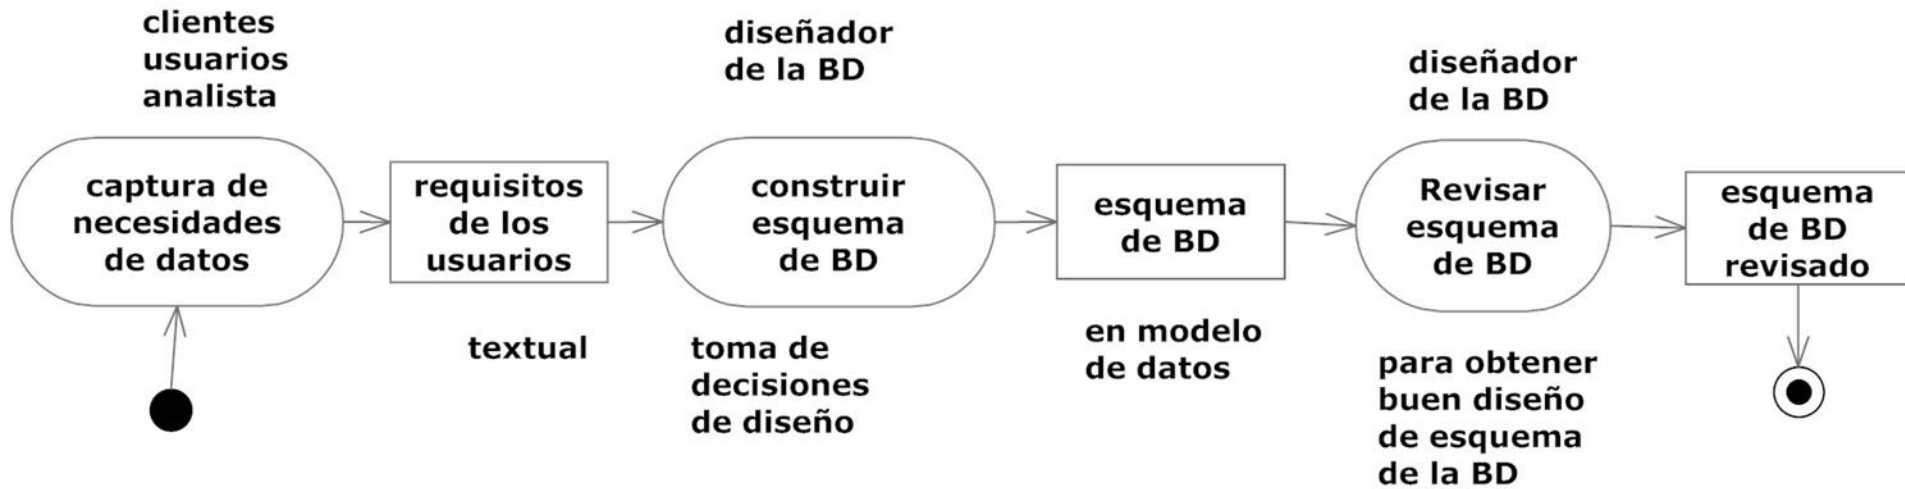 clientes
usuarios
analista
captura de
necesidades
de datos
requisitos
de los
usuarios
textual
diseñador
de la BD
construir
esquema
de BD
toma de
decisiones
de diseño
esquema
de BD
en modelo
de datos
diseñador
de la BD
Revisar
esquema
de BD
para obtener
buen diseño
de esquema
de la BD
esquema
de BD
revisado